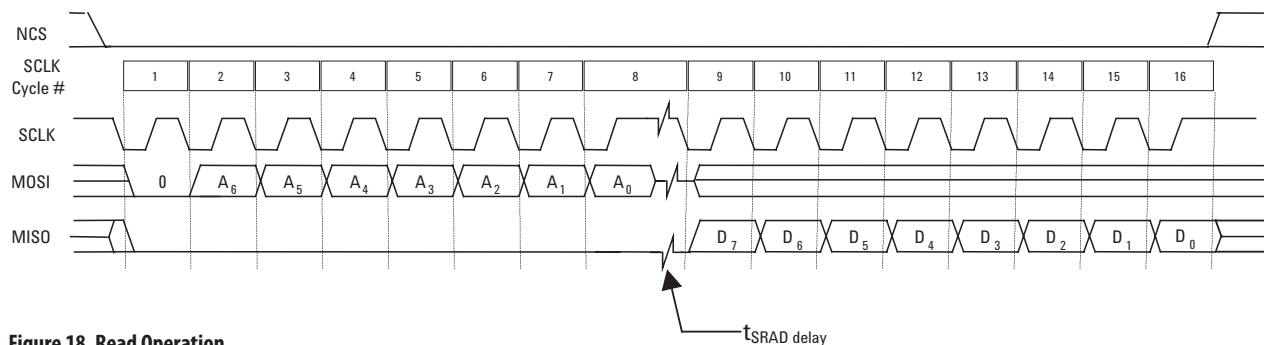 NCS
SCLK
Cycle #
1 2 3 4 5 6 7 8 9 10 11 12 13 14 15 16
SCLK
MOSI 0 A6 A5 A4 A3 A2 A1 A0
MISO D7 D6 D5 D4 D3 D2 D1 D0
tSRAD delay
Figure 18. Read Operation